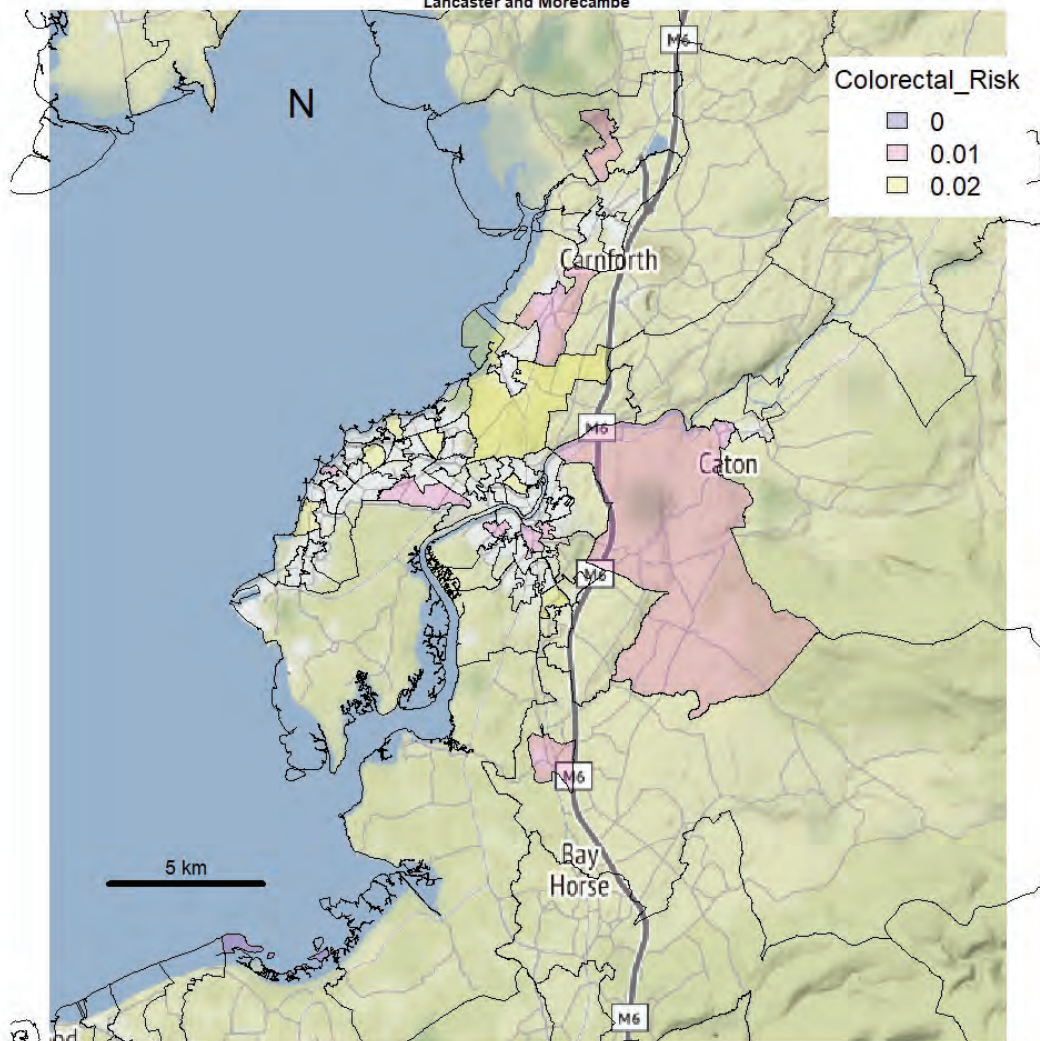 Lancaster and Morecambe
M6
N
Colorectal_Risk
0
0.01
0.02
Carnforth
M6
Caton
M6
M6
5 km
Bay
Horse
M6